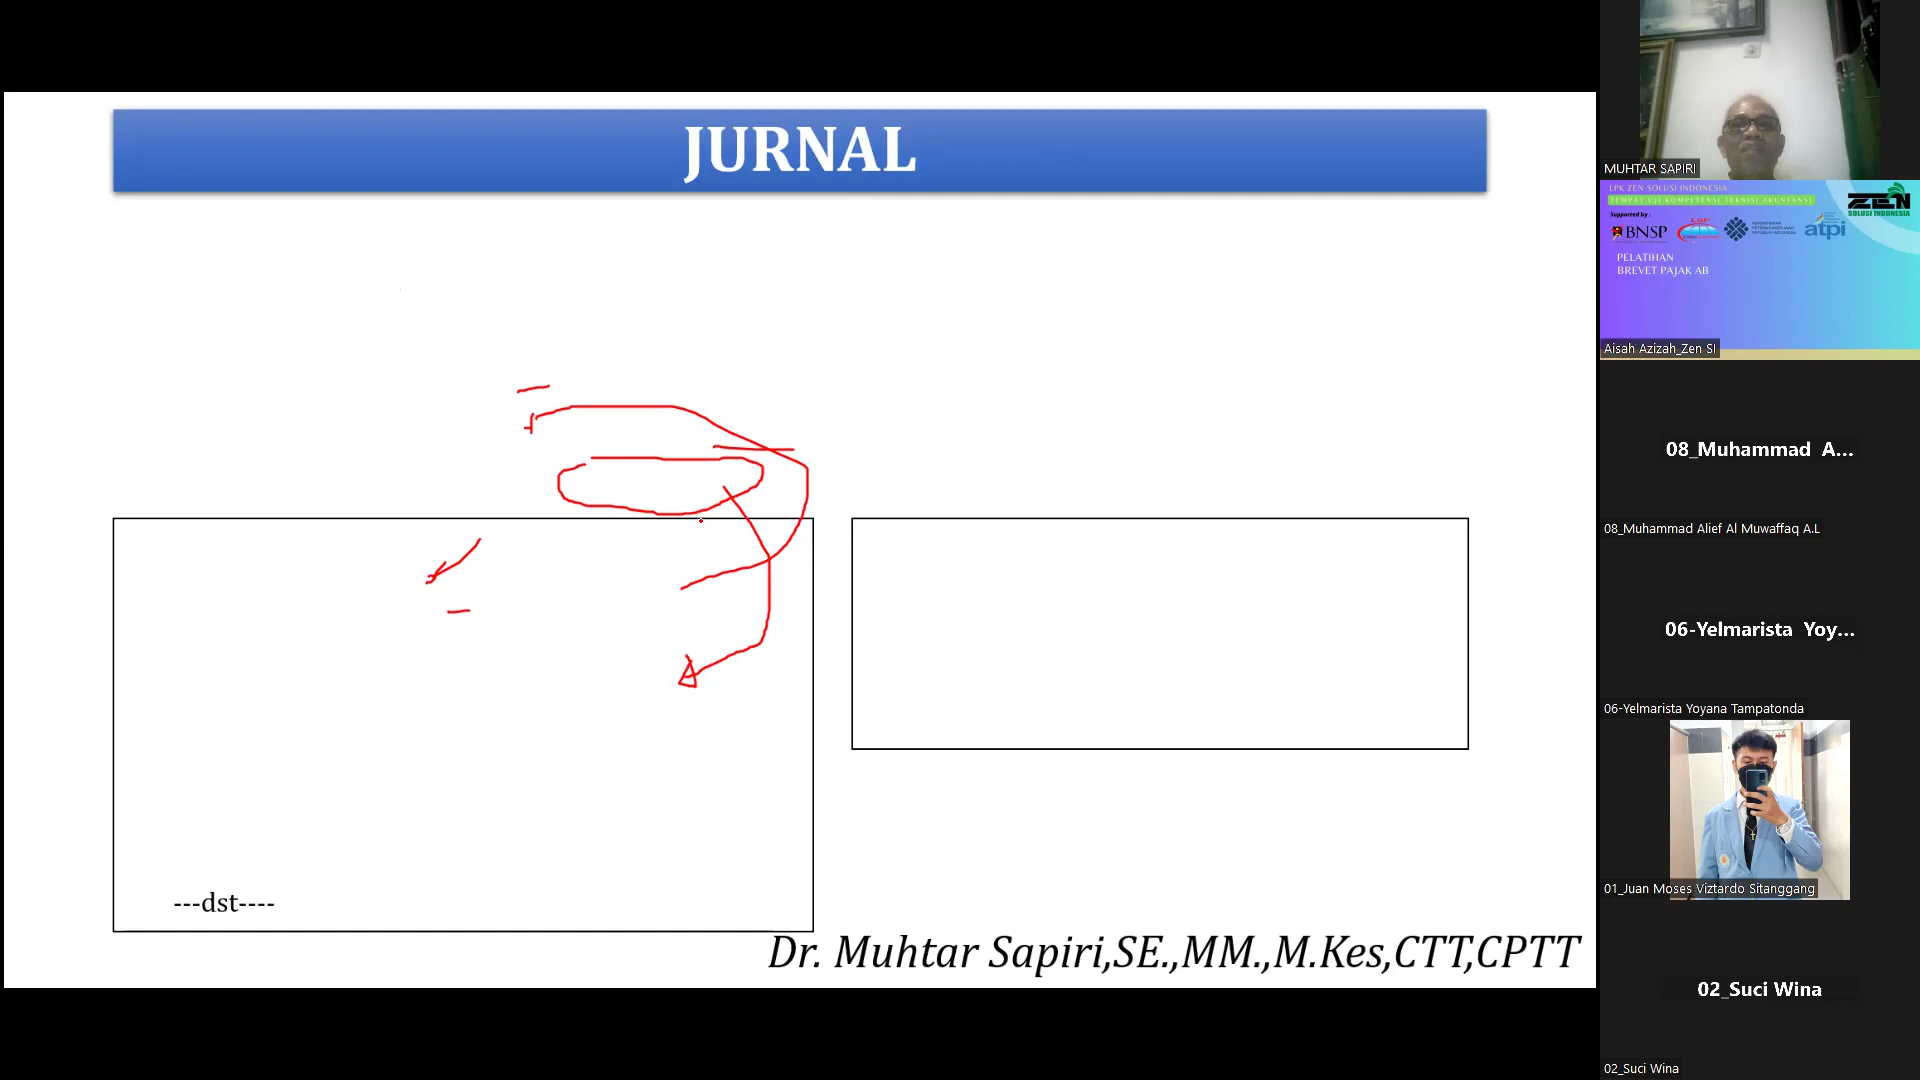 JURNAL
---dst----
Dr. Muhtar Sapiri,SE.,MM.,M.Kes,CTT,CPTT
MUHTAR SAPIRI
LPK ZEN SOLUSI INDONESIA
TEMPAT UJI KOMPETENSI TEKNISI AKUNTANSI
Supported by :
ZEN
SOLUSI INDONESIA
BNSP
atpi
PELATIHAN
BREVET PAJAK AB
Aisah Azizah_Zen SI
08_Muhammad A...
08_Muhammad Alief Al Muwaffaq A.L
06-Yelmarista Yoy...
06-Yelmarista Yoyana Tampatonda
01_Juan Moses Viztardo Sitanggang
02_Suci Wina
02_Suci Wina